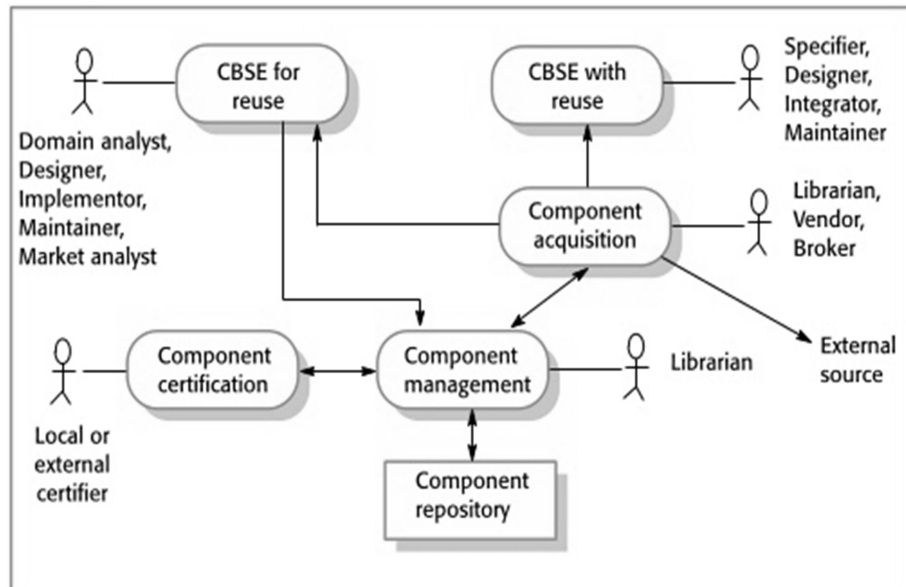 CBSE for
reuse
CBSE with
reuse
Specifier,
Designer,
Integrator,
Maintainer
Domain analyst,
Designer,
Implementor,
Maintainer,
Market analyst
Component
acquisition
Librarian,
Vendor,
Broker
Component
certification
Component
management
Librarian
External
source
Local or
external
certifier
Component
repository